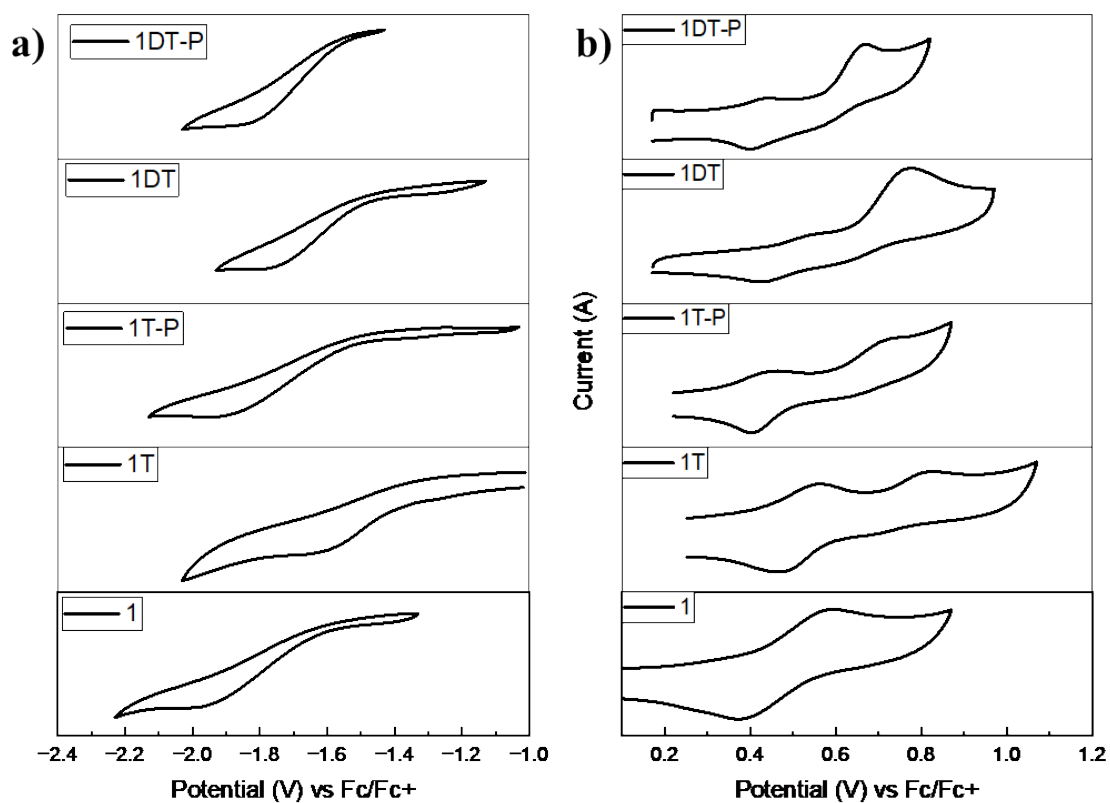 a)
1DT-P
1DT
1T-P
1T
1
−2.4 −2.2 −2.0 −1.8 −1.6 −1.4 −1.2 −1.0
Potential (V) vs Fc/Fc+
b)
Current (A)
1DT-P
1DT
1T-P
1T
1
0.2 0.4 0.6 0.8 1.0 1.2
Potential (V) vs Fc/Fc+